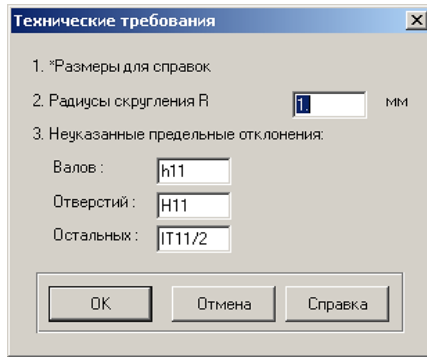 Технические требования
1. *Размеры для справок
2. Радиусы скругления R 1. мм
3. Неуказанные предельные отклонения:
Валов : h11
Отверстий : H11
Остальных : IT11/2
OK Отмена Справка